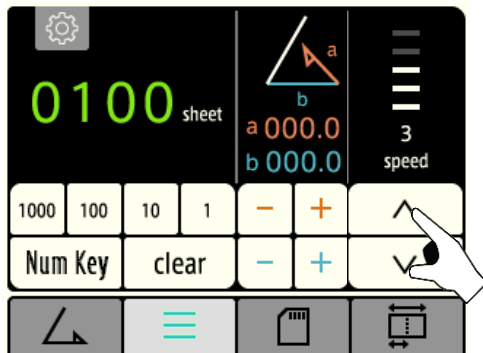 0100 sheet
a
b
a 000.0
b 000.0
3
speed
1000 100 10 1 − +
Num Key clear − +